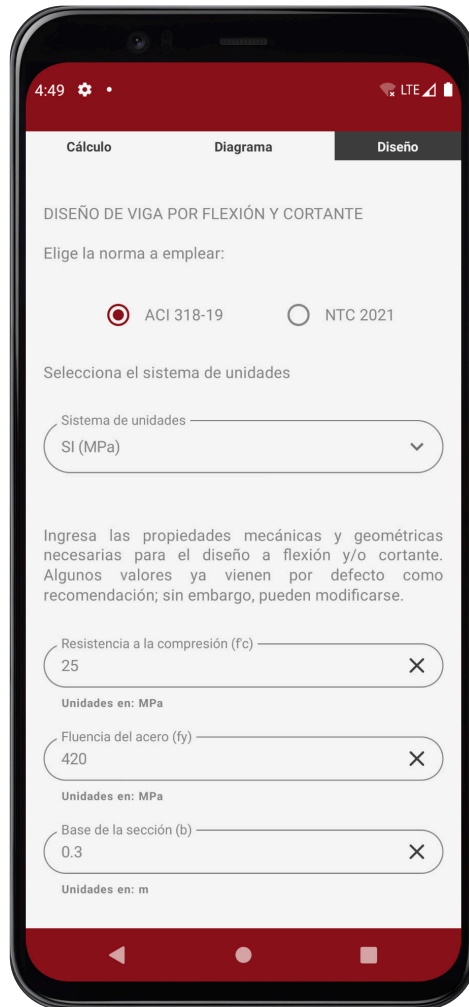 4:49 LTE
Cálculo Diagrama Diseño
DISEÑO DE VIGA POR FLEXIÓN Y CORTANTE
Elige la norma a emplear:
ACI 318-19 NTC 2021
Selecciona el sistema de unidades
Sistema de unidades
SI (MPa)
Ingresa las propiedades mecánicas y geométricas
necesarias para el diseño a flexión y/o cortante.
Algunos valores ya vienen por defecto como
recomendación; sin embargo, pueden modificarse.
Resistencia a la compresión (f'c)
25
Unidades en: MPa
Fluencia del acero (fy)
420
Unidades en: MPa
Base de la sección (b)
0.3
Unidades en: m